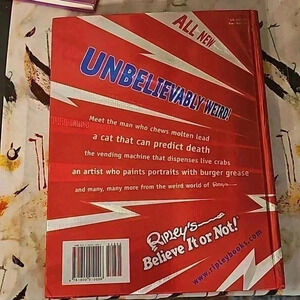 ALL NEW
UNBELIEVABLY WEIRD!
Meet the man who chews molten lead
a cat that can predict death
the vending machine that dispenses live crabs
an artist who paints portraits with burger grease
and many, many more from the weird world of Ripley's
Ripley's
Believe It or Not!
www.ripleybooks.com